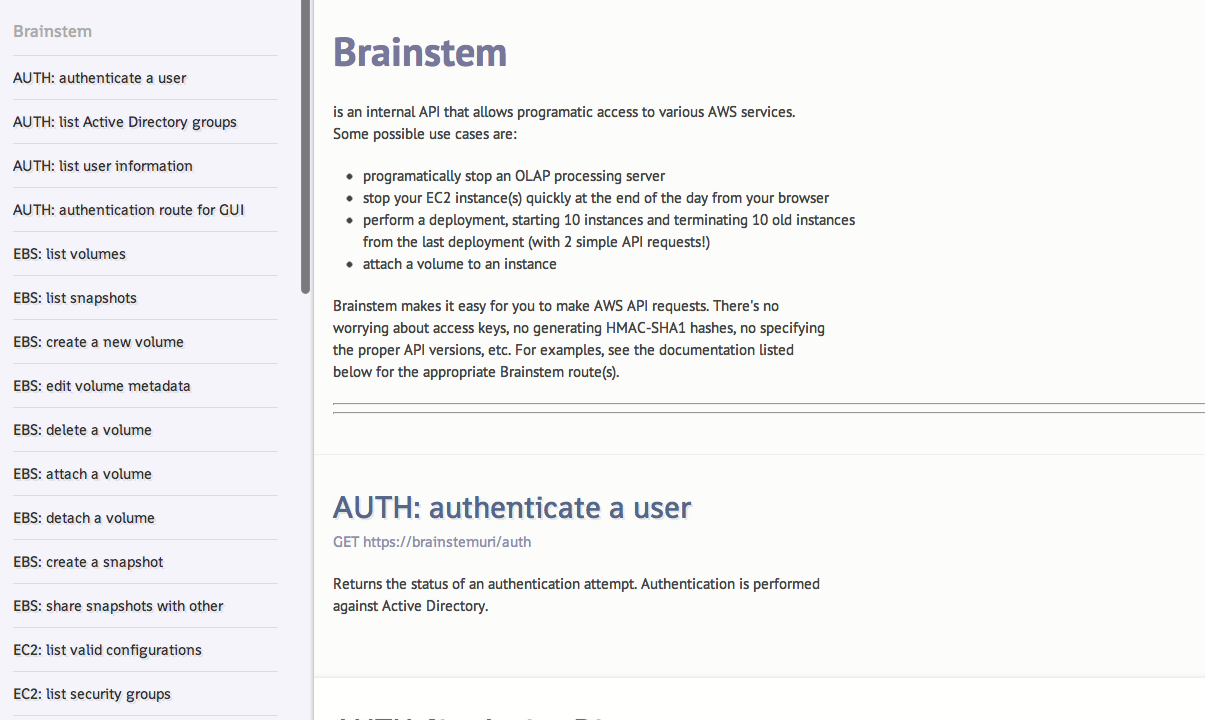 Brainstem
AUTH: authenticate a user
AUTH: list Active Directory groups
AUTH: list user information
AUTH: authentication route for GUI
EBS: list volumes
EBS: list snapshots
EBS: create a new volume
EBS: edit volume metadata
EBS: delete a volume
EBS: attach a volume
EBS: detach a volume
EBS: create a snapshot
EBS: share snapshots with other
EC2: list valid configurations
EC2: list security groups
Brainstem
is an internal API that allows programatic access to various AWS services.
Some possible use cases are:
• programatically stop an OLAP processing server
• stop your EC2 instance(s) quickly at the end of the day from your browser
• perform a deployment, starting 10 instances and terminating 10 old instances
from the last deployment (with 2 simple API requests!)
• attach a volume to an instance
Brainstem makes it easy for you to make AWS API requests. There's no
worrying about access keys, no generating HMAC-SHA1 hashes, no specifying
the proper API versions, etc. For examples, see the documentation listed
below for the appropriate Brainstem route(s).
AUTH: authenticate a user
GET https://brainstemuri/auth
Returns the status of an authentication attempt. Authentication is performed
against Active Directory.